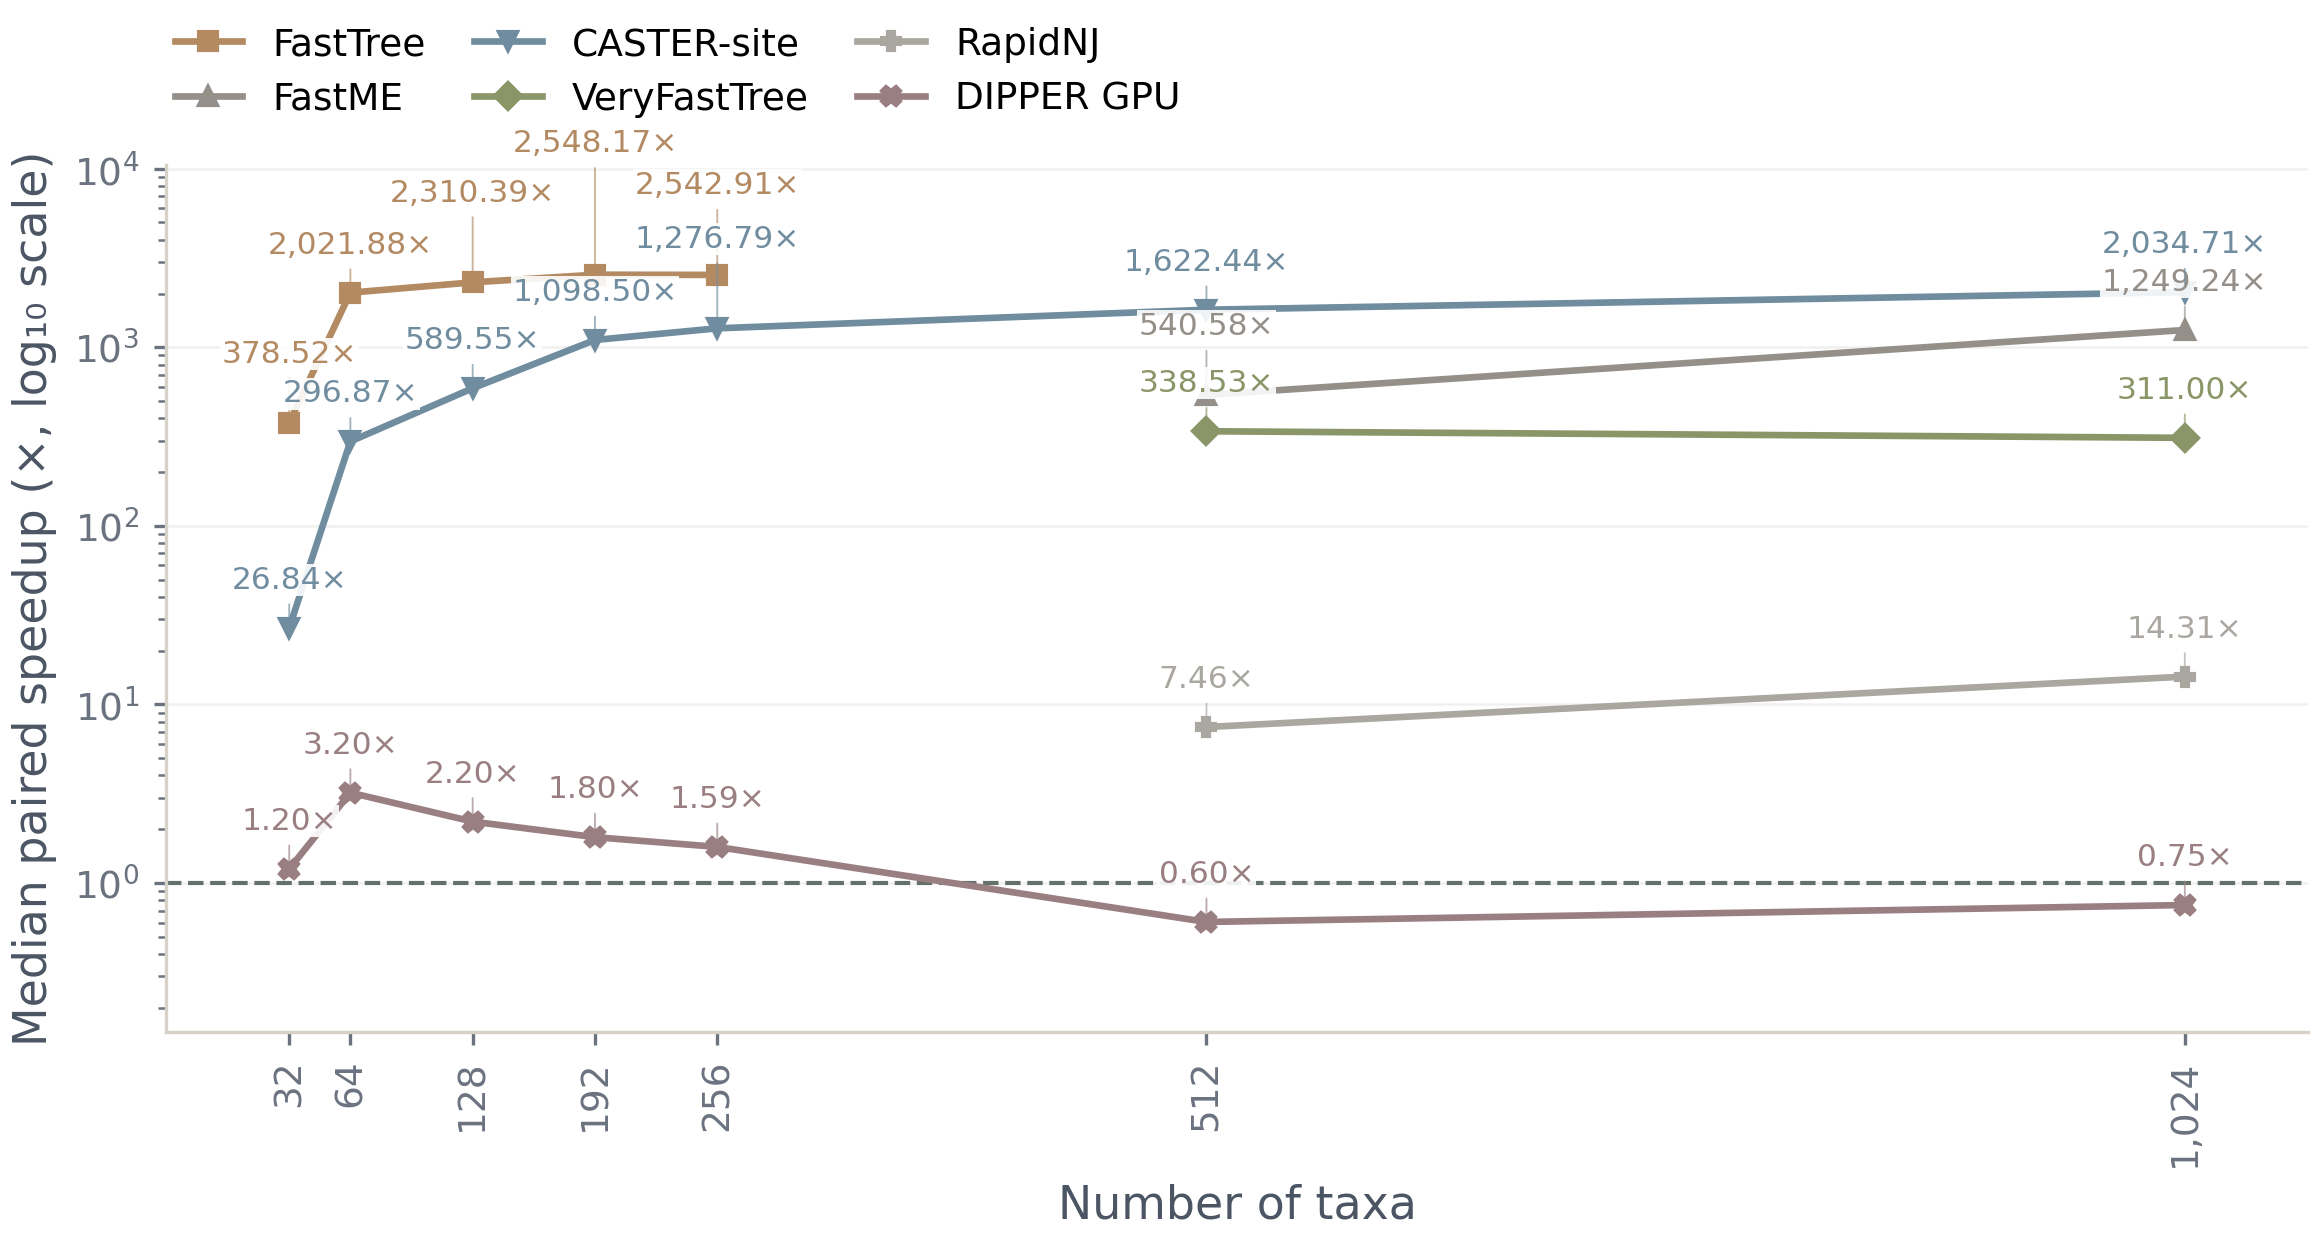 FastTree CASTER-site RapidNJ
FastME VeryFastTree DIPPER GPU
Median paired speedup (×, log₁₀ scale)
10⁴
10³
10²
10¹
10⁰
2,548.17×
2,310.39× 2,542.91×
2,021.88× 1,276.79×
1,622.44× 2,034.71×
1,098.50× 1,249.24×
378.52× 589.55× 540.58×
296.87× 338.53× 311.00×
26.84×
14.31×
7.46×
3.20×
2.20× 1.80× 1.59×
1.20×
0.60× 0.75×
32 64 128 192 256 512 1,024
Number of taxa